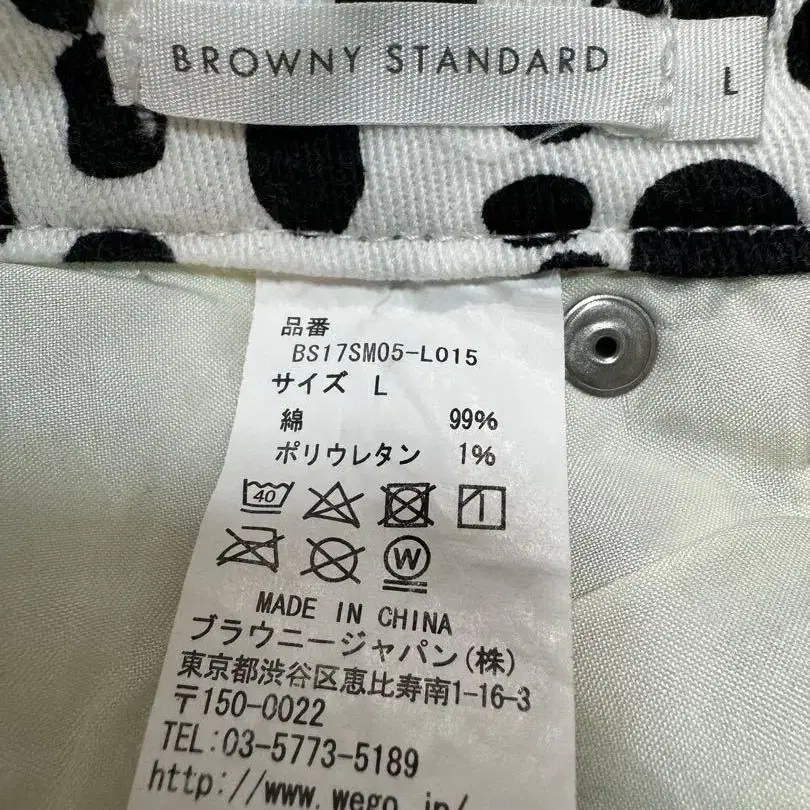 BROWNY STANDARD
L
品番
BS17SM05-L015
サイズ L
綿 99%
ポリウレタン 1%
40
W
MADE IN CHINA
ブラウニージャパン(株)
東京都渋谷区恵比寿南1-16-3
〒150-0022
TEL:03-5773-5189
http://www.wego.jp/